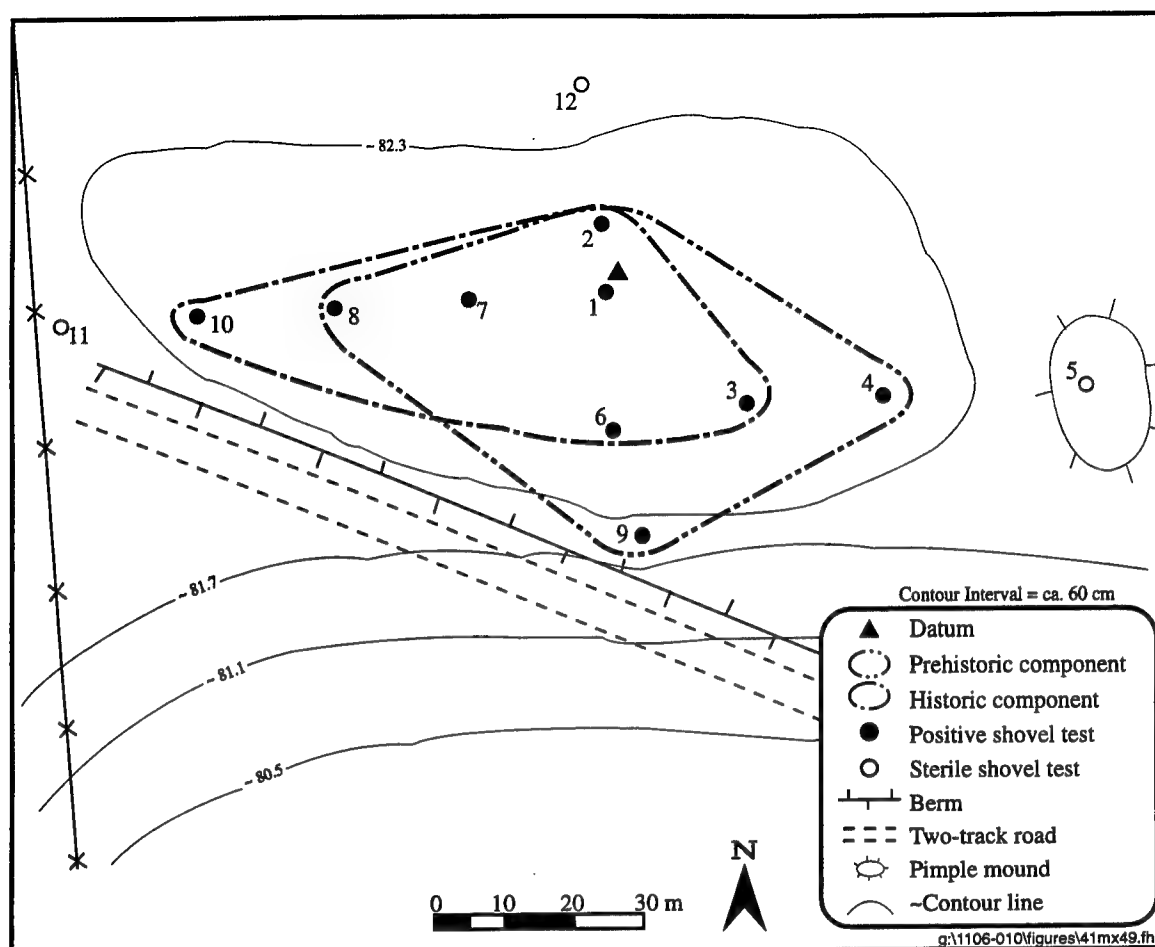 12
~ 82.3
2
1
7
8
10
11
3
4
5
6
9
~ 81.7
~ 81.1
~ 80.5
Contour Interval = ca. 60 cm
Datum
Prehistoric component
Historic component
Positive shovel test
Sterile shovel test
Berm
Two-track road
Pimple mound
~Contour line
N
0 10 20 30 m
g:\1106-010\figures\41mx49.fh